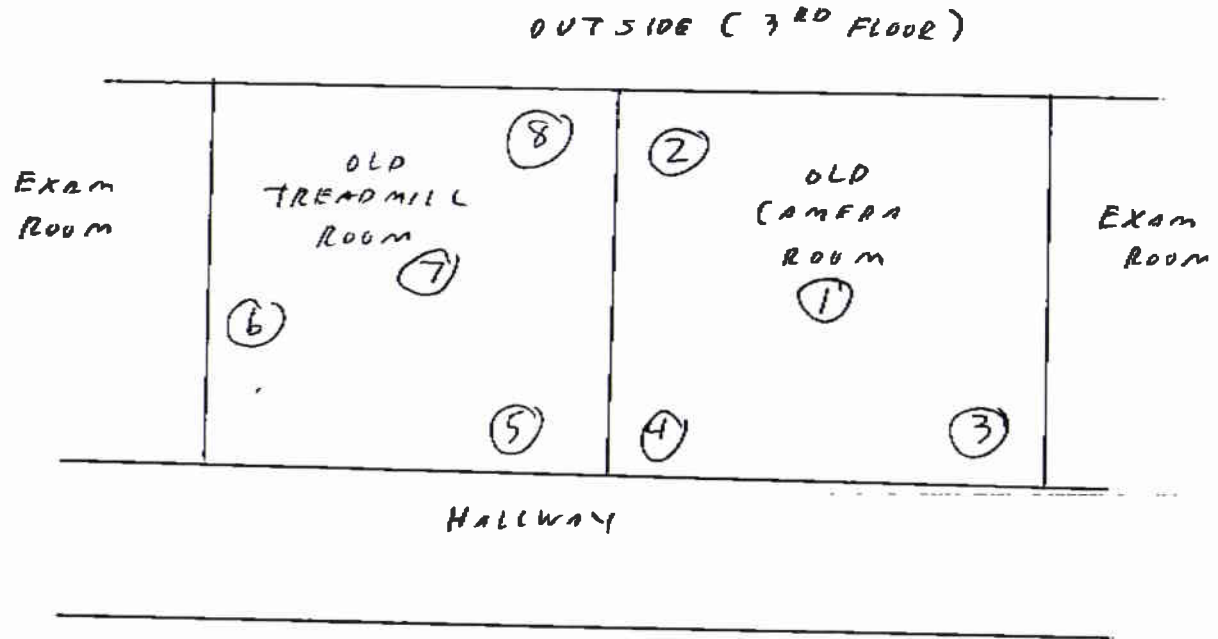 OUTSIDE (3RD FLOOR)
EXAM
ROOM
OLD
TREADMILL
ROOM
8
7
6
5
2
OLD
CAMERA
ROOM
1
4
3
EXAM
ROOM
HALLWAY